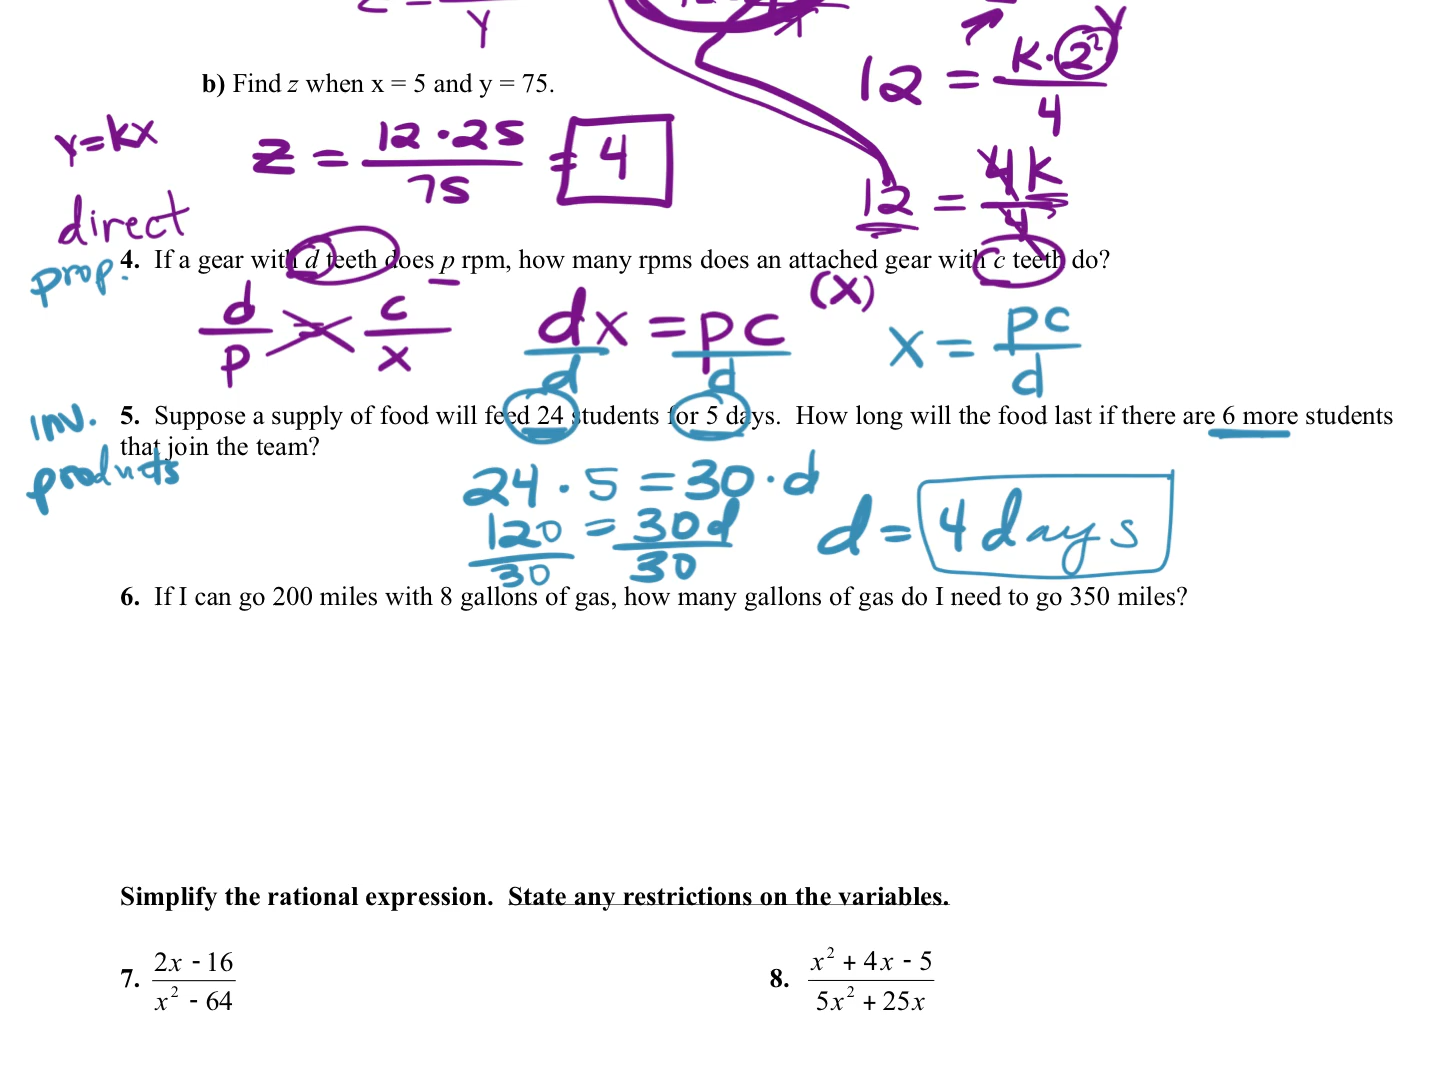 z = Y
12 = k·2² y / 4
b) Find z when x = 5 and y = 75.
y=kx
z = 12·25 / 75 = 4
12 = 4k / 4
direct
prop.
4. If a gear with d teeth does p rpm, how many rpms does an attached gear with c teeth do?
(x)
d/p c/x dx = pc
d d
x = pc/d
inv.
products
5. Suppose a supply of food will feed 24 students for 5 days. How long will the food last if there are 6 more students
that join the team?
24 · 5 = 30 · d
120 = 30d
30 30
d = 4 days
6. If I can go 200 miles with 8 gallons of gas, how many gallons of gas do I need to go 350 miles?
Simplify the rational expression. State any restrictions on the variables.
7. 2x - 16 / x² - 64
8. x² + 4x - 5 / 5x² + 25x